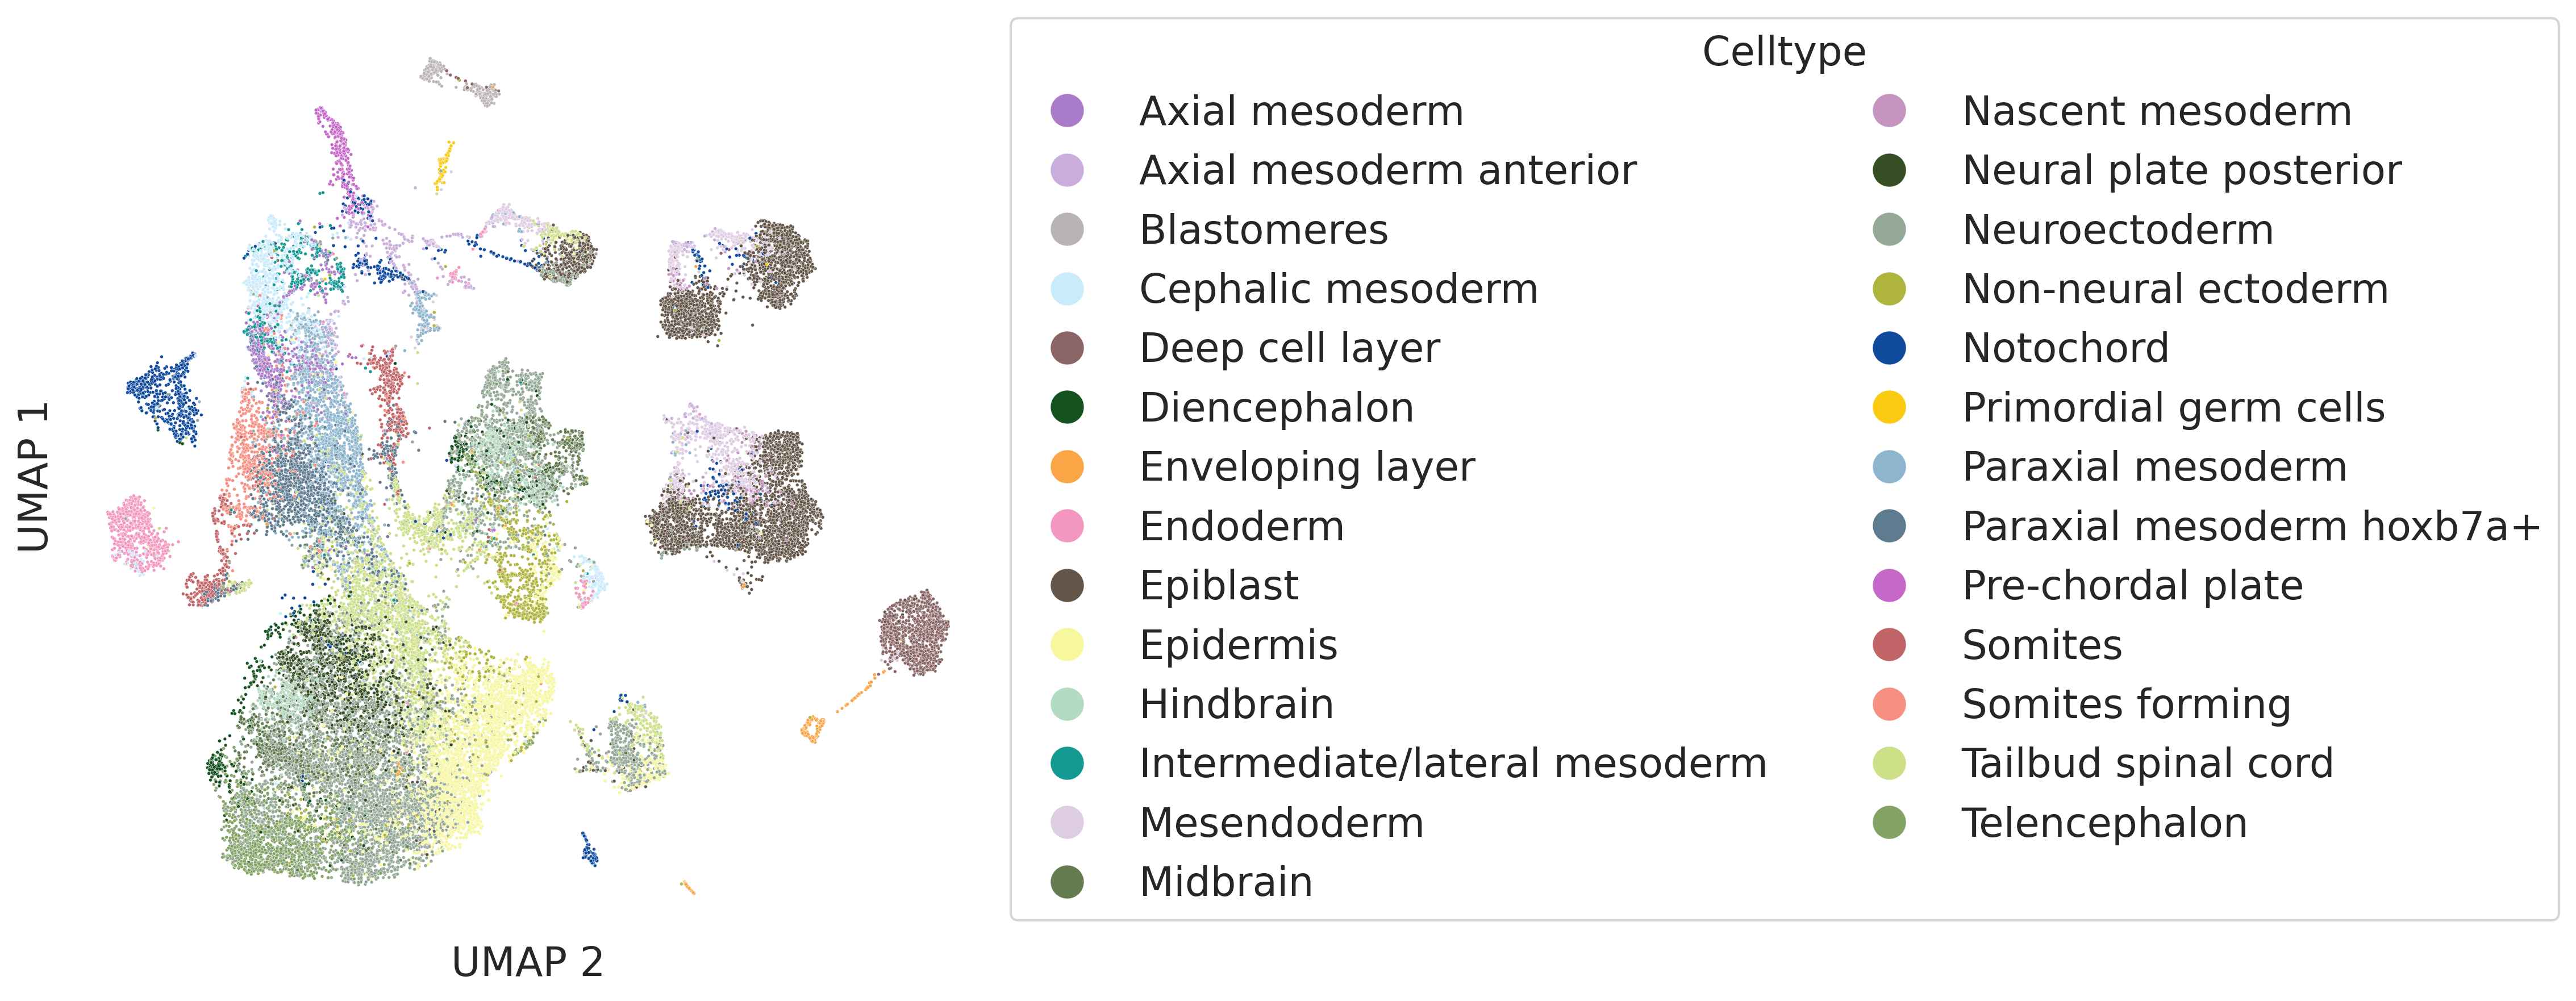 UMAP 1
UMAP 2
Celltype
Axial mesoderm
Axial mesoderm anterior
Blastomeres
Cephalic mesoderm
Deep cell layer
Diencephalon
Enveloping layer
Endoderm
Epiblast
Epidermis
Hindbrain
Intermediate/lateral mesoderm
Mesendoderm
Midbrain
Nascent mesoderm
Neural plate posterior
Neuroectoderm
Non-neural ectoderm
Notochord
Primordial germ cells
Paraxial mesoderm
Paraxial mesoderm hoxb7a+
Pre-chordal plate
Somites
Somites forming
Tailbud spinal cord
Telencephalon